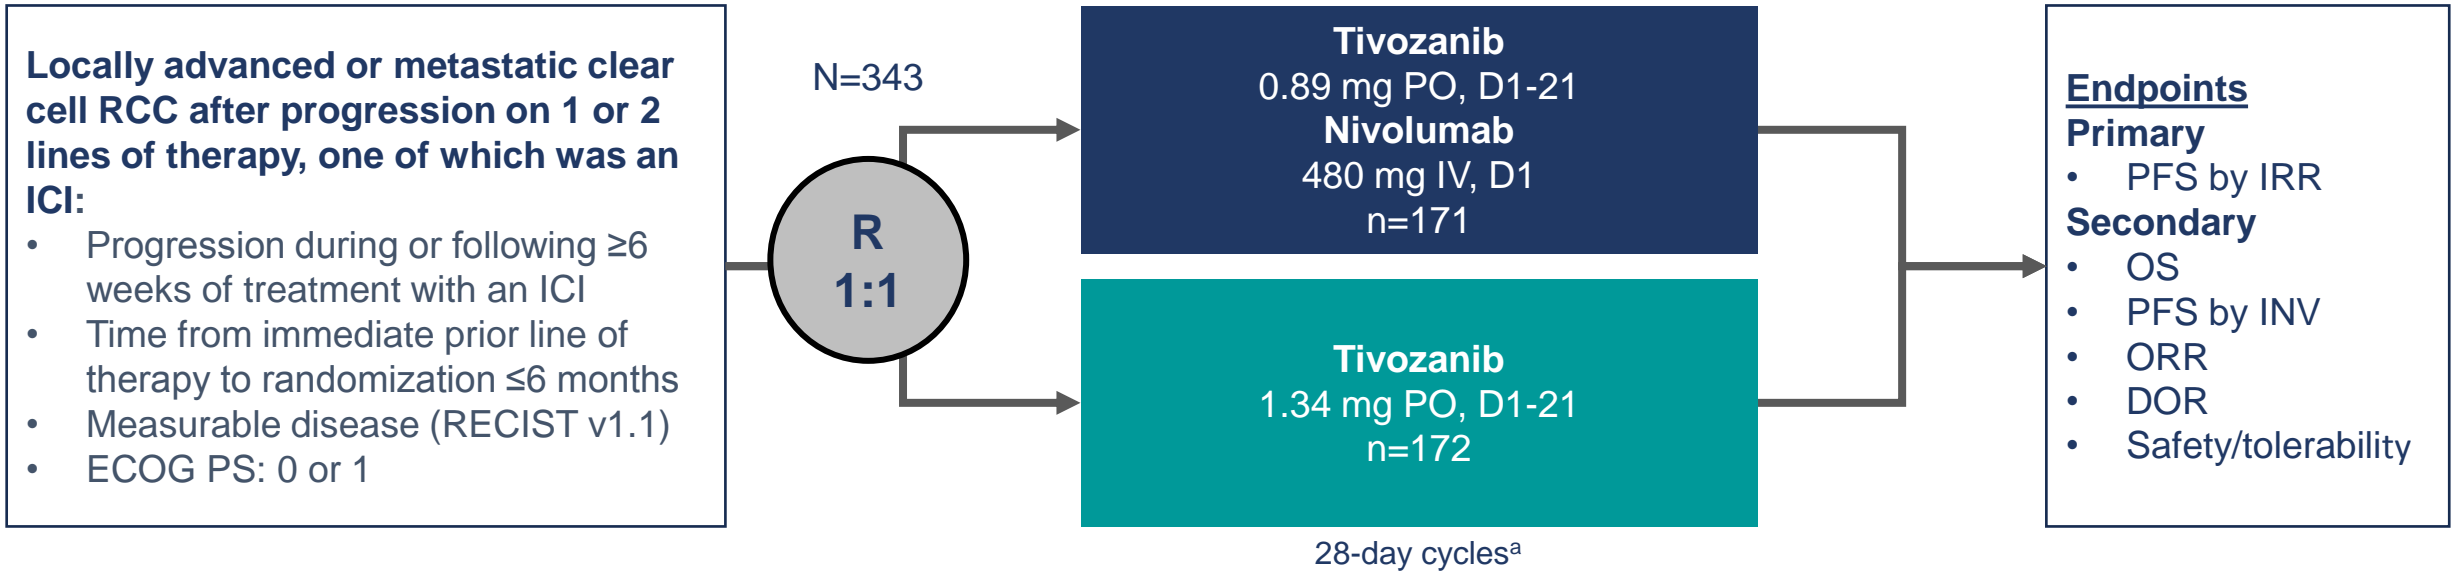 Locally advanced or metastatic clear
cell RCC after progression on 1 or 2
lines of therapy, one of which was an
ICI:
• Progression during or following ≥6
weeks of treatment with an ICI
• Time from immediate prior line of
therapy to randomization ≤6 months
• Measurable disease (RECIST v1.1)
• ECOG PS: 0 or 1
N=343
R
1:1
Tivozanib
0.89 mg PO, D1-21
Nivolumab
480 mg IV, D1
n=171
Tivozanib
1.34 mg PO, D1-21
n=172
28-day cyclesᵃ
Endpoints
Primary
• PFS by IRR
Secondary
• OS
• PFS by INV
• ORR
• DOR
• Safety/tolerability